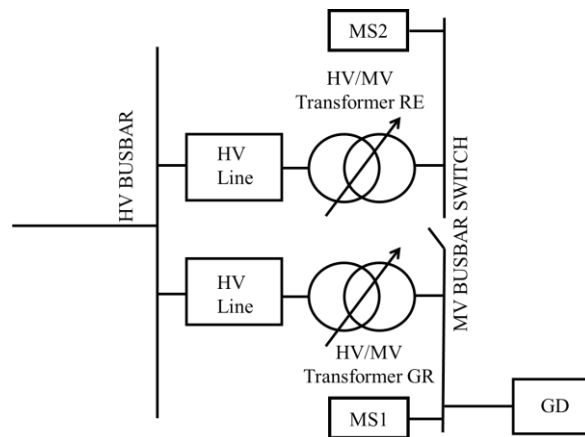 MS2
HV/MV
Transformer RE
HV BUSBAR
HV
Line
MV BUSBAR SWITCH
HV
Line
HV/MV
Transformer GR
MS1
GD